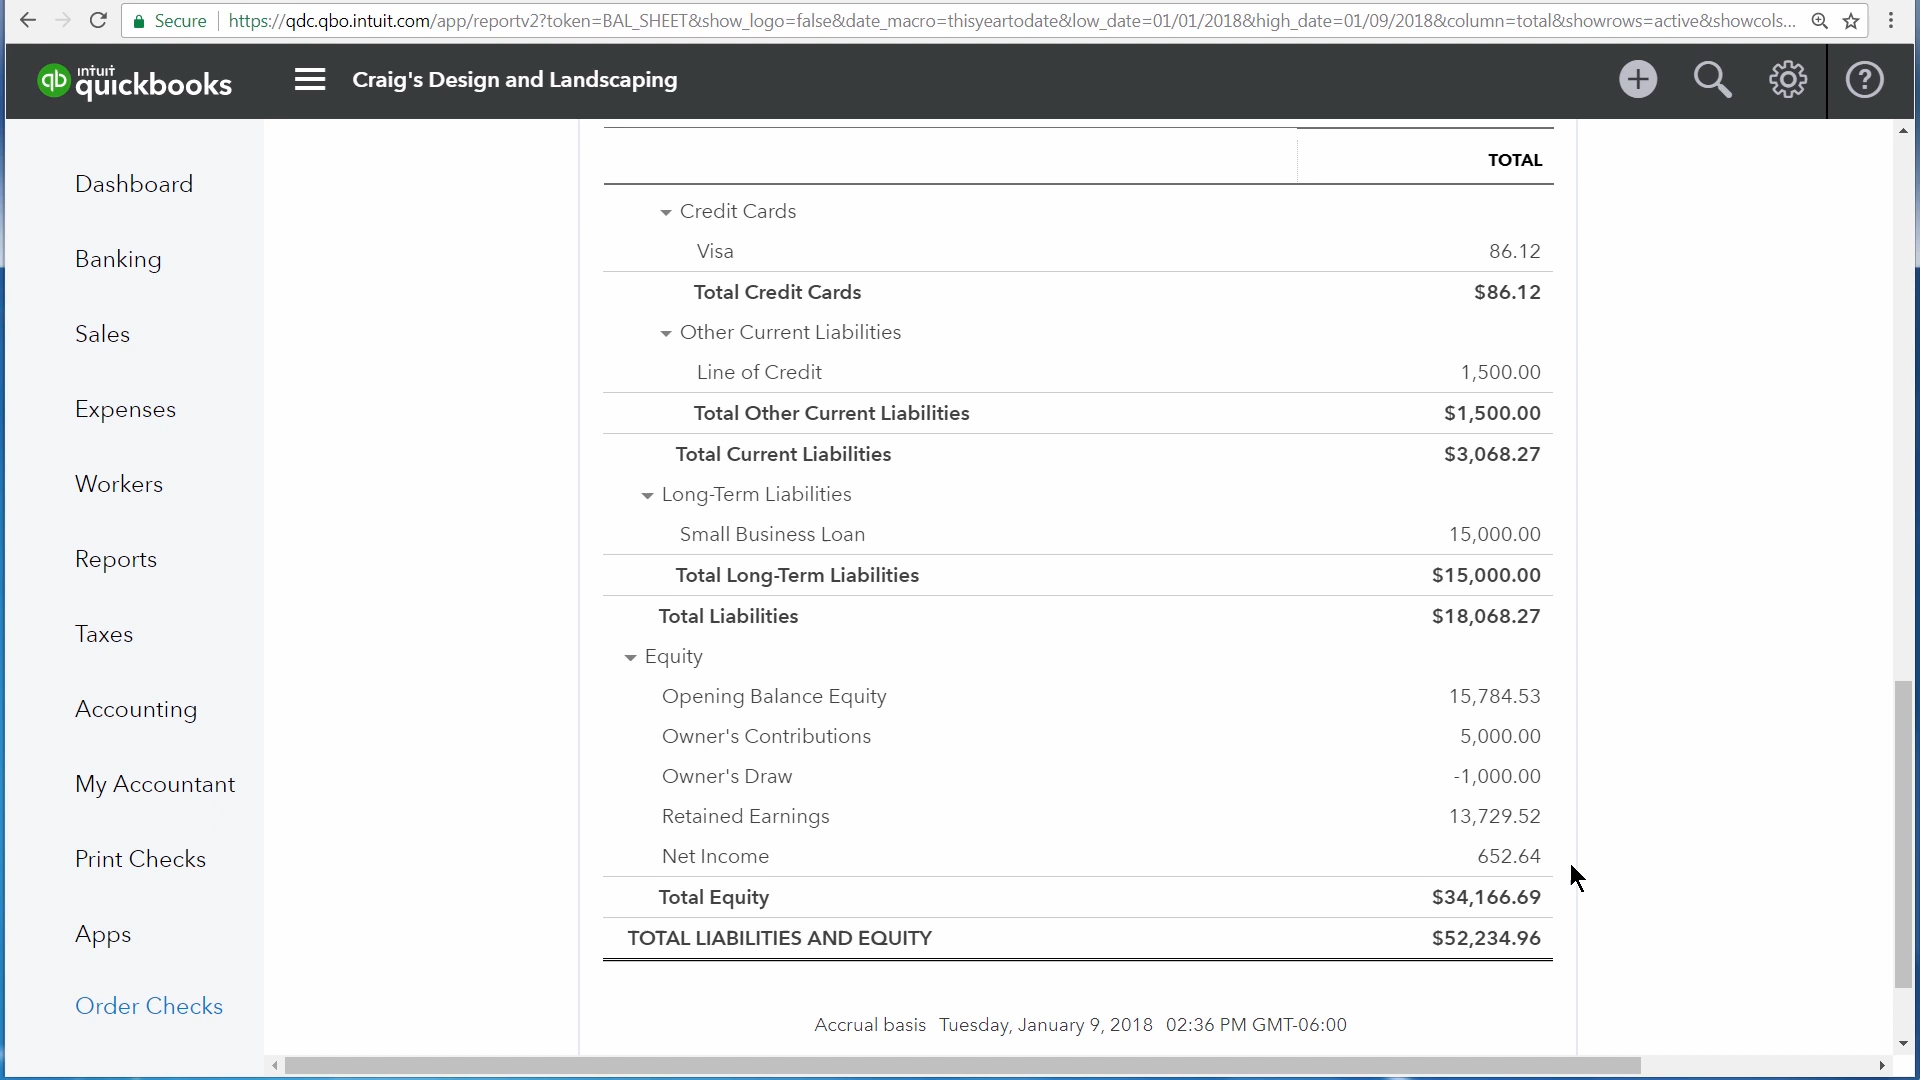 Secure https://qdc.qbo.intuit.com/app/reportv2?token=BAL_SHEET&show_logo=false&date_macro=thisyeartodate&low_date=01/01/2018&high_date=01/09/2018&column=total&showrows=active&showcols...
qb intuit quickbooks Craig's Design and Landscaping
Dashboard
Banking
Sales
Expenses
Workers
Reports
Taxes
Accounting
My Accountant
Print Checks
Apps
Order Checks
TOTAL
Credit Cards
Visa 86.12
Total Credit Cards $86.12
Other Current Liabilities
Line of Credit 1,500.00
Total Other Current Liabilities $1,500.00
Total Current Liabilities $3,068.27
Long-Term Liabilities
Small Business Loan 15,000.00
Total Long-Term Liabilities $15,000.00
Total Liabilities $18,068.27
Equity
Opening Balance Equity 15,784.53
Owner's Contributions 5,000.00
Owner's Draw -1,000.00
Retained Earnings 13,729.52
Net Income 652.64
Total Equity $34,166.69
TOTAL LIABILITIES AND EQUITY $52,234.96
Accrual basis Tuesday, January 9, 2018 02:36 PM GMT-06:00